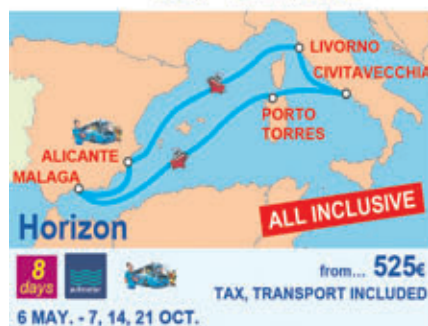 LIVORNO
CIVITAVECCHIA
PORTO
TORRES
ALICANTE
MALAGA
ALL INCLUSIVE
Horizon
8
days
from... 525€
TAX, TRANSPORT INCLUDED
6 MAY. - 7, 14, 21 OCT.